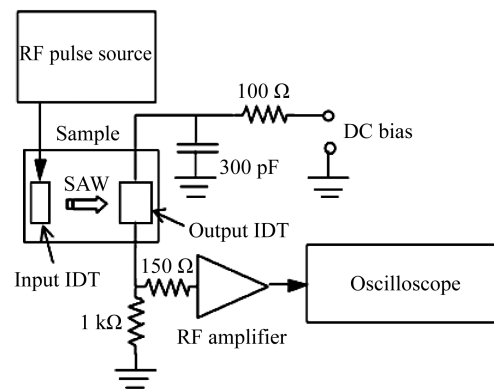 RF pulse source
100 Ω
Sample
DC bias
300 pF
SAW
Output IDT
Input IDT
150 Ω
Oscilloscope
1 kΩ
RF amplifier